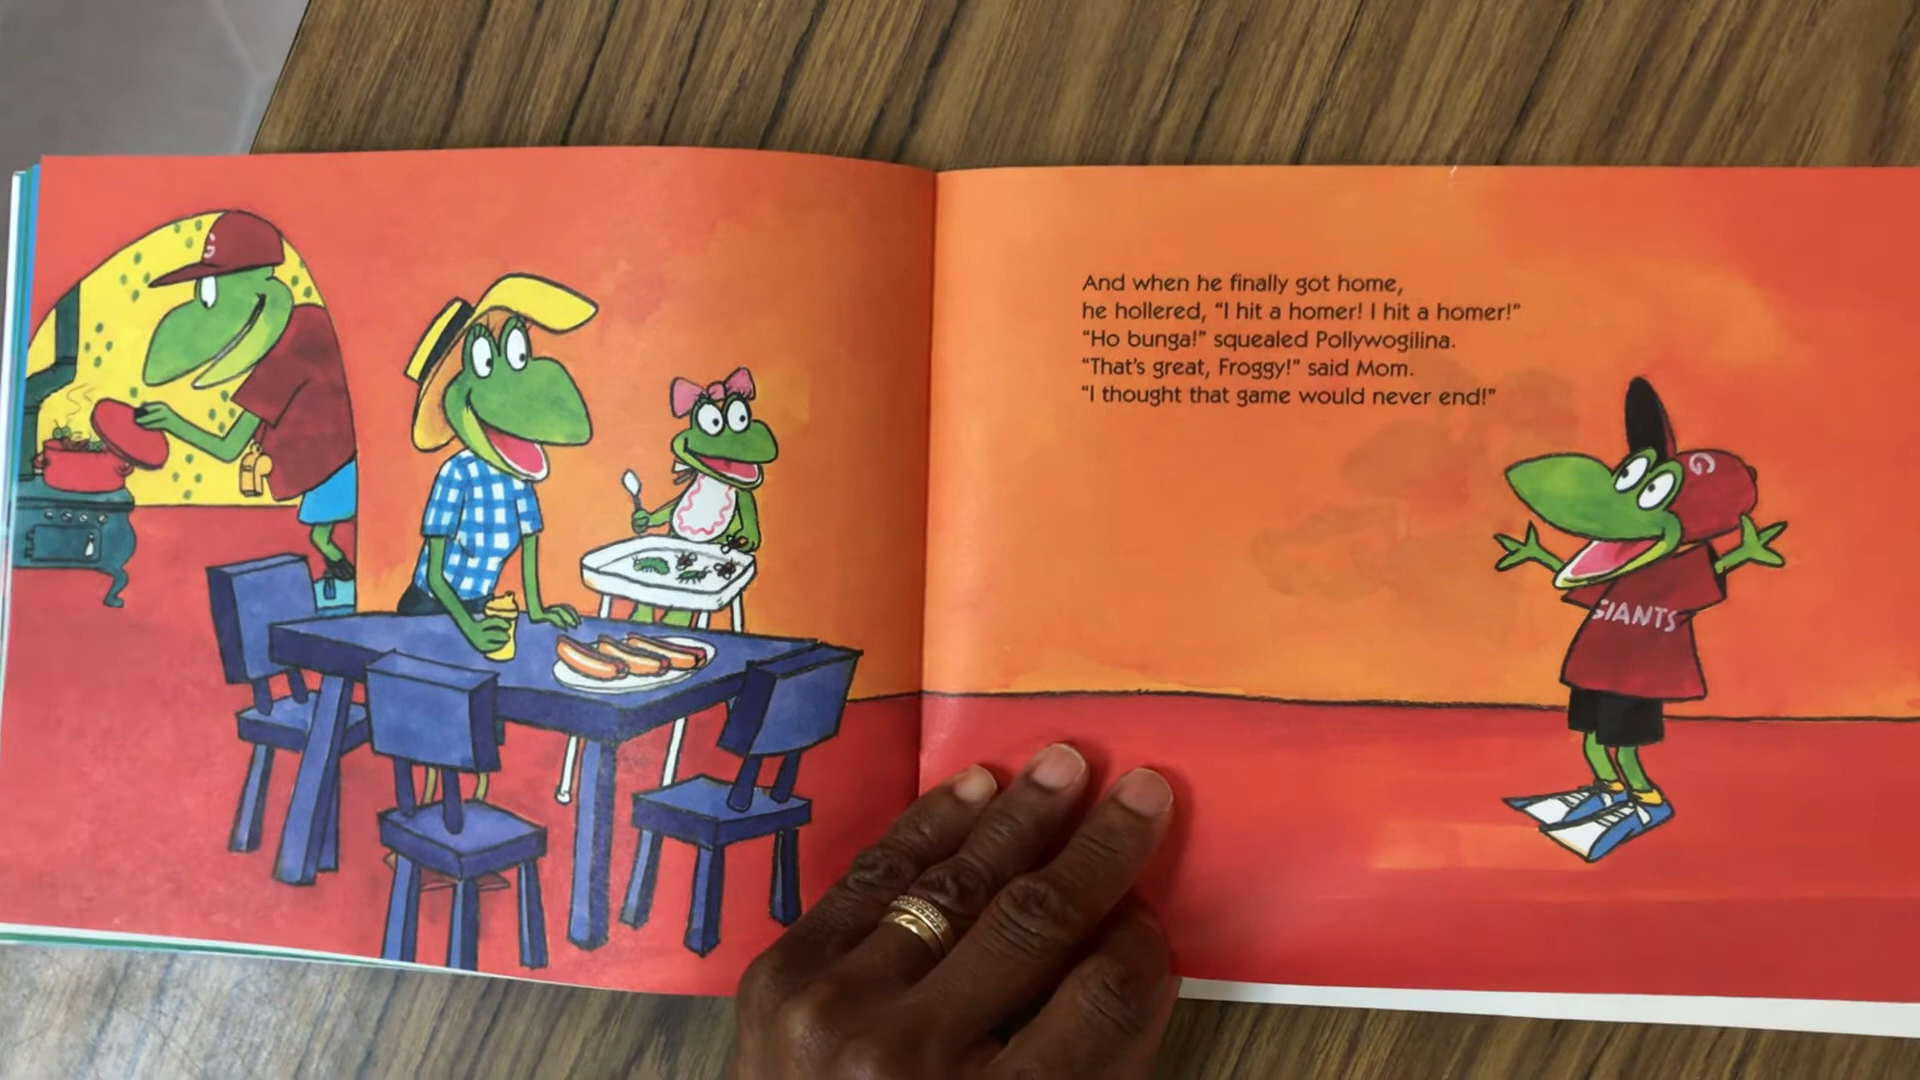 G
And when he finally got home,
he hollered, “I hit a homer! I hit a homer!”
“Ho bunga!” squealed Pollywogilina.
“That’s great, Froggy!” said Mom.
“I thought that game would never end!”
G
GIANTS